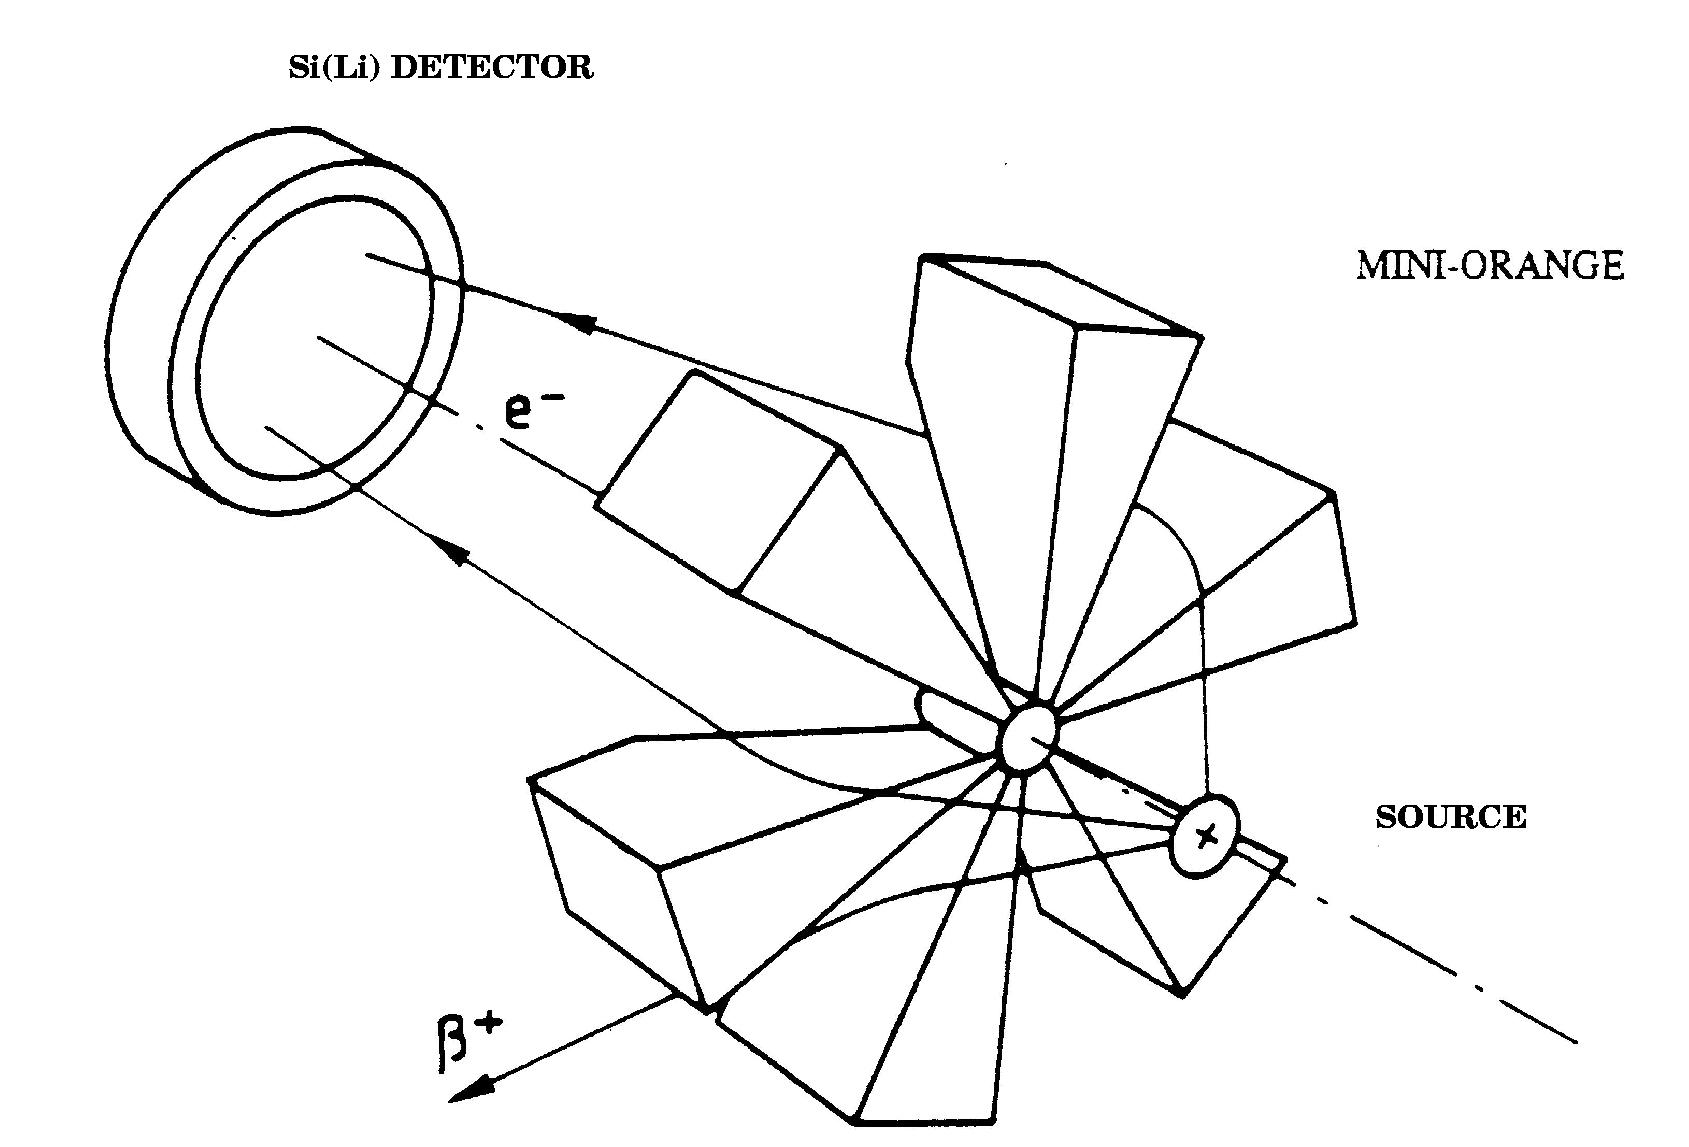 Si(Li) DETECTOR
MINI-ORANGE
e⁻
SOURCE
β⁺